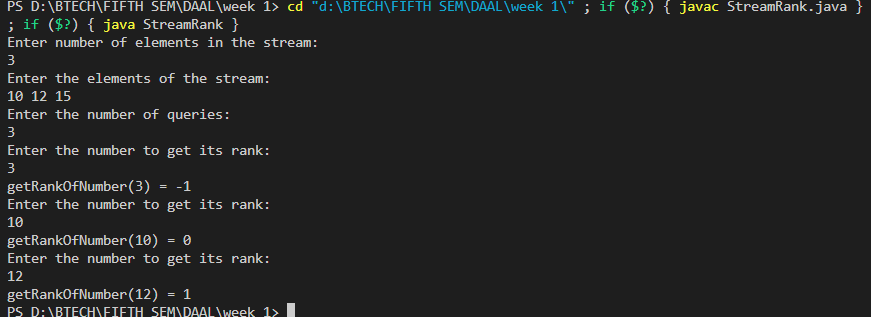 PS D:\BTECH\FIFTH SEM\DAAL\week 1> cd "d:\BTECH\FIFTH SEM\DAAL\week 1\" ; if ($?) { javac StreamRank.java }
; if ($?) { java StreamRank }
Enter number of elements in the stream:
3
Enter the elements of the stream:
10 12 15
Enter the number of queries:
3
Enter the number to get its rank:
3
getRankOfNumber(3) = -1
Enter the number to get its rank:
10
getRankOfNumber(10) = 0
Enter the number to get its rank:
12
getRankOfNumber(12) = 1
PS D:\BTECH\FIFTH SEM\DAAL\week 1>